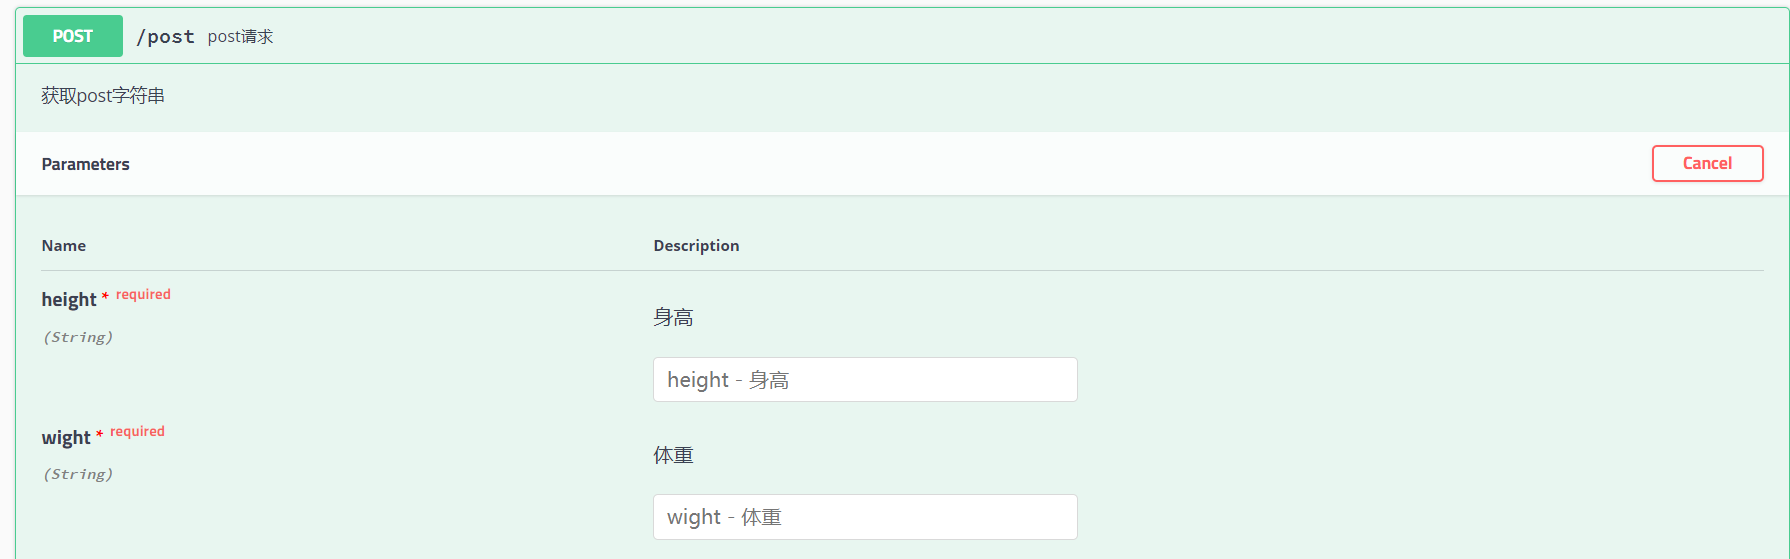 POST /post post请求
获取post字符串
Parameters Cancel
Name Description
height * required
(String)
身高
height - 身高
wight * required
(String)
体重
wight - 体重